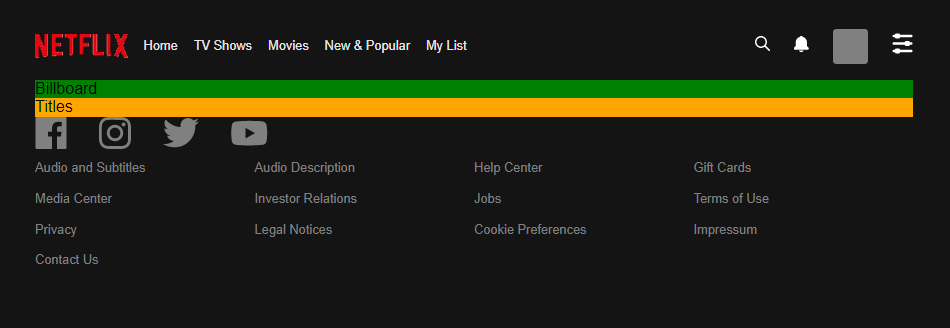 NETFLIX Home TV Shows Movies New & Popular My List
Billboard
Titles
Audio and Subtitles Audio Description Help Center Gift Cards
Media Center Investor Relations Jobs Terms of Use
Privacy Legal Notices Cookie Preferences Impressum
Contact Us